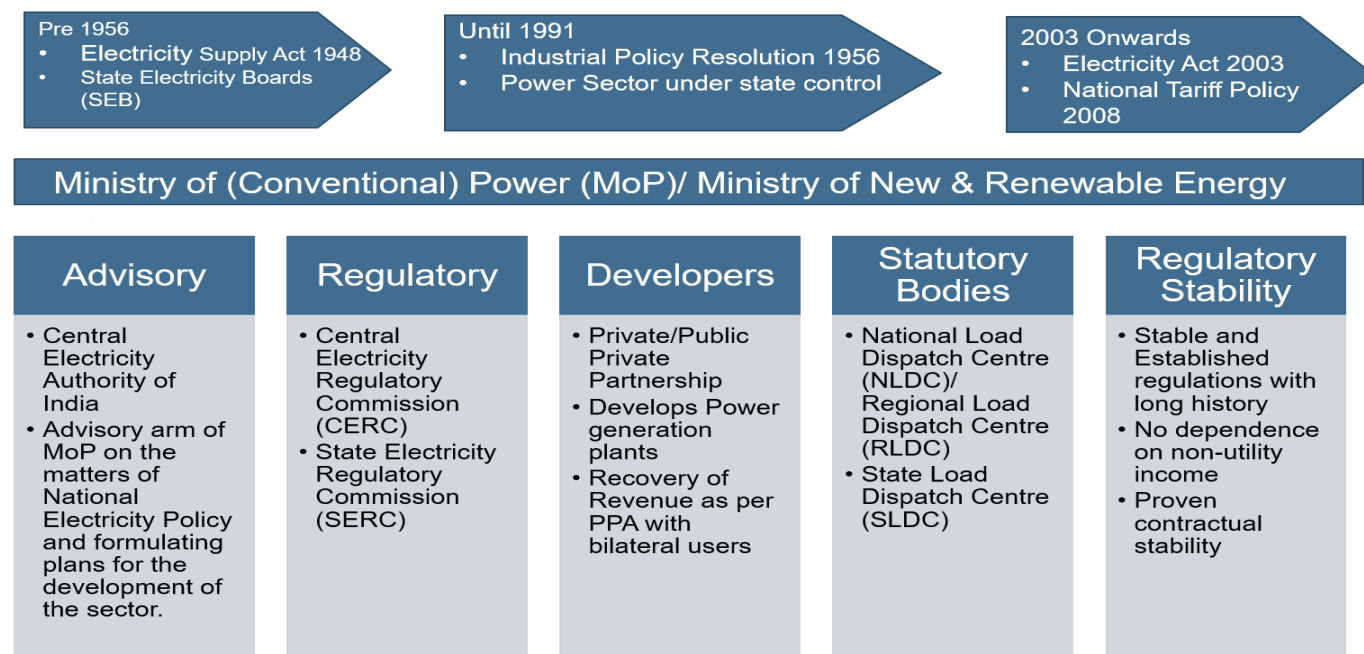 Pre 1956
• Electricity Supply Act 1948
• State Electricity Boards
(SEB)
Until 1991
• Industrial Policy Resolution 1956
• Power Sector under state control
2003 Onwards
• Electricity Act 2003
• National Tariff Policy
2008
Ministry of (Conventional) Power (MoP)/ Ministry of New & Renewable Energy
Advisory
• Central
Electricity
Authority of
India
• Advisory arm of
MoP on the
matters of
National
Electricity Policy
and formulating
plans for the
development of
the sector.
Regulatory
• Central
Electricity
Regulatory
Commission
(CERC)
• State Electricity
Regulatory
Commission
(SERC)
Developers
• Private/Public
Private
Partnership
• Develops Power
generation
plants
• Recovery of
Revenue as per
PPA with
bilateral users
Statutory
Bodies
• National Load
Dispatch Centre
(NLDC)/
Regional Load
Dispatch Centre
(RLDC)
• State Load
Dispatch Centre
(SLDC)
Regulatory
Stability
• Stable and
Established
regulations with
long history
• No dependence
on non-utility
income
• Proven
contractual
stability